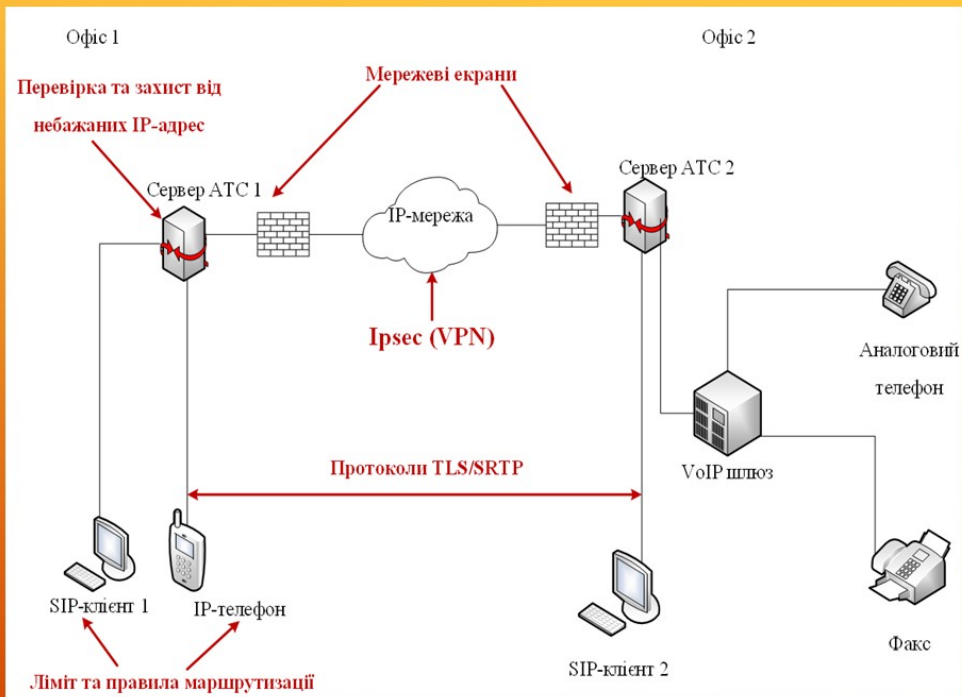 Офіс 1
Офіс 2
Перевірка та захист від
небажаних IP-адрес
Мережеві екрани
Сервер АТС 1
Сервер АТС 2
IP-мережа
Ipsec (VPN)
Аналоговий
телефон
Протоколи TLS/SRTP
VoIP шлюз
SIP-клієнт 1
IP-телефон
SIP-клієнт 2
Факс
Ліміт та правила маршрутизації